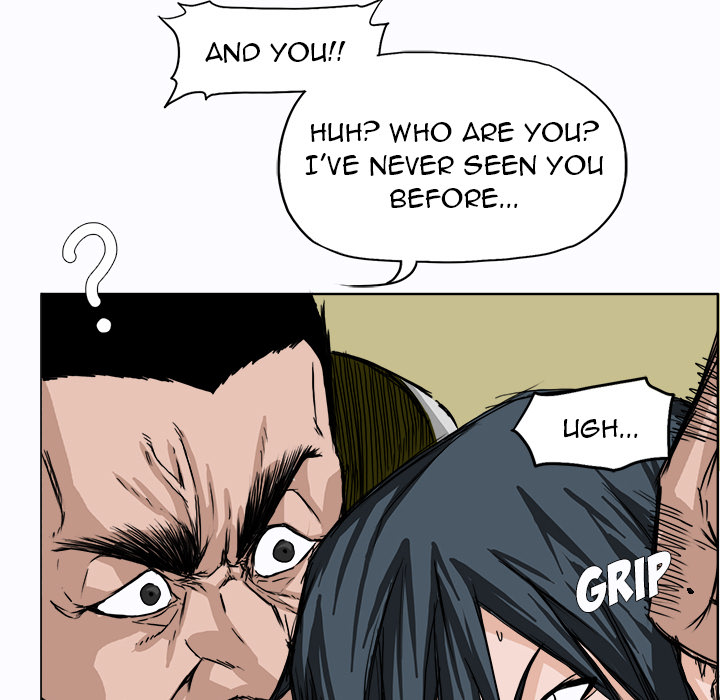 AND YOU!!
HUH? WHO ARE YOU?
I'VE NEVER SEEN YOU
BEFORE...
?
UGH...
GRIP